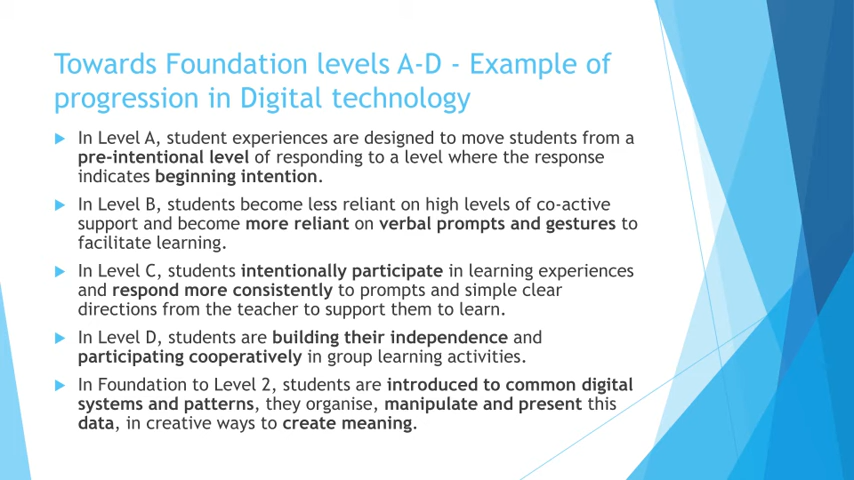 Towards Foundation levels A-D - Example of
progression in Digital technology
In Level A, student experiences are designed to move students from a
pre-intentional level of responding to a level where the response
indicates beginning intention.
In Level B, students become less reliant on high levels of co-active
support and become more reliant on verbal prompts and gestures to
facilitate learning.
In Level C, students intentionally participate in learning experiences
and respond more consistently to prompts and simple clear
directions from the teacher to support them to learn.
In Level D, students are building their independence and
participating cooperatively in group learning activities.
In Foundation to Level 2, students are introduced to common digital
systems and patterns, they organise, manipulate and present this
data, in creative ways to create meaning.